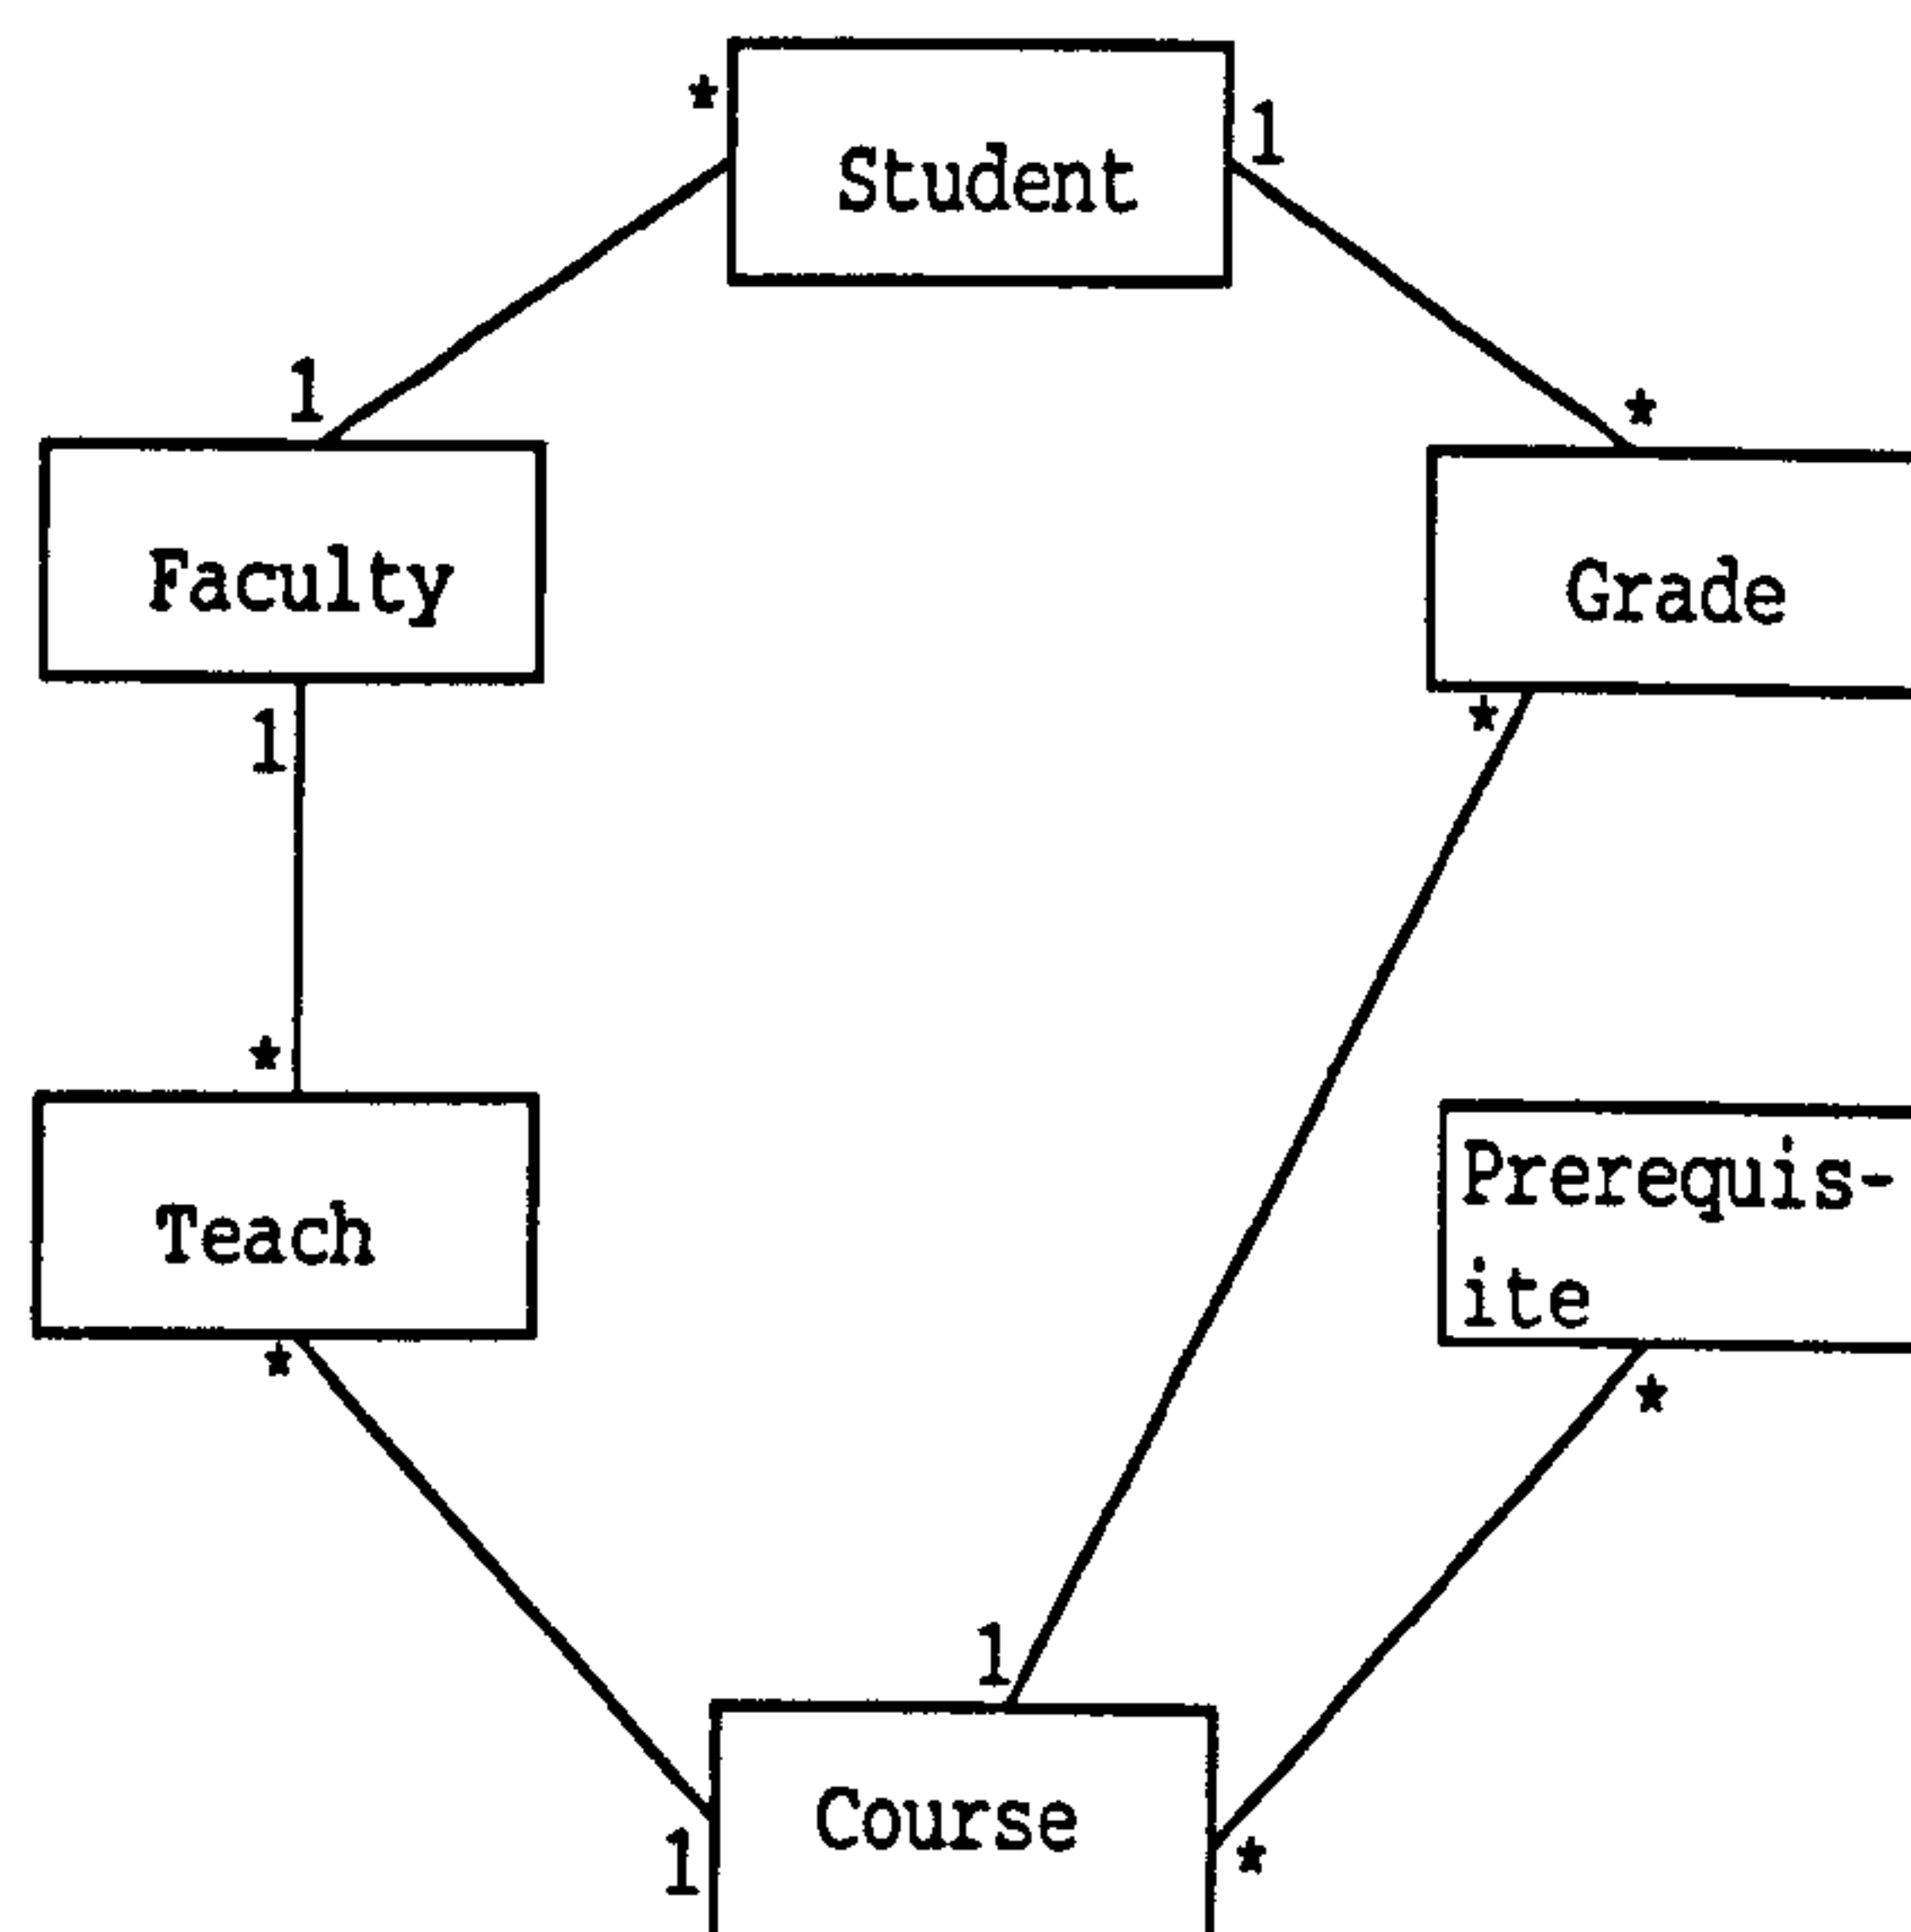 *
1
Student
1
*
Faculty
Grade
1
*
*
Teach
Prerequis-
ite
*
*
1
Course
1
*